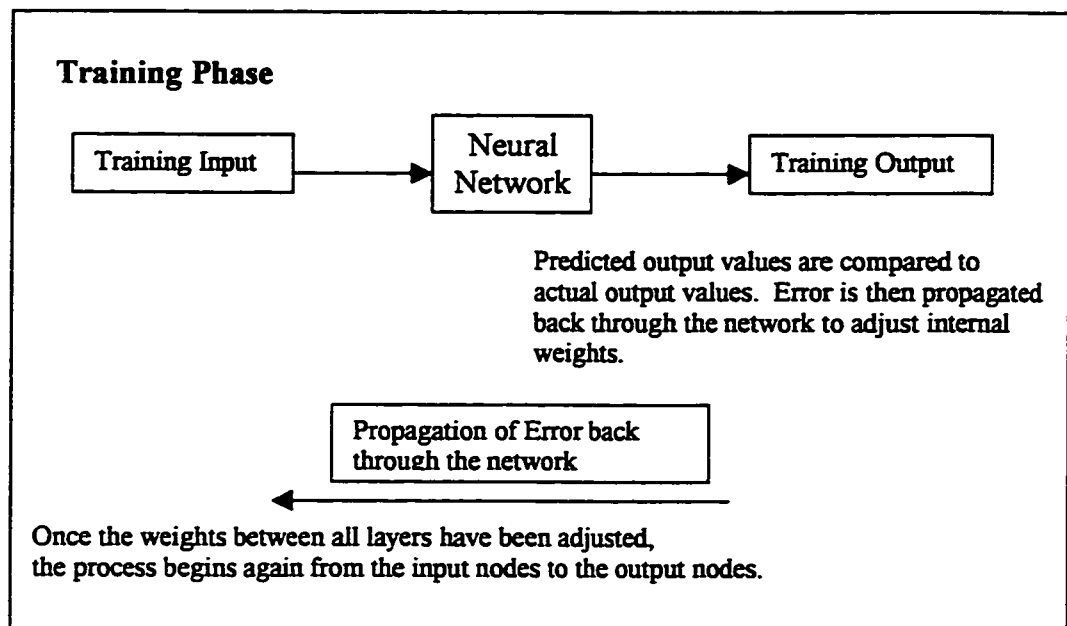 Training Phase
Training Input
Neural
Network
Training Output
Predicted output values are compared to
actual output values. Error is then propagated
back through the network to adjust internal
weights.
Propagation of Error back
through the network
Once the weights between all layers have been adjusted,
the process begins again from the input nodes to the output nodes.